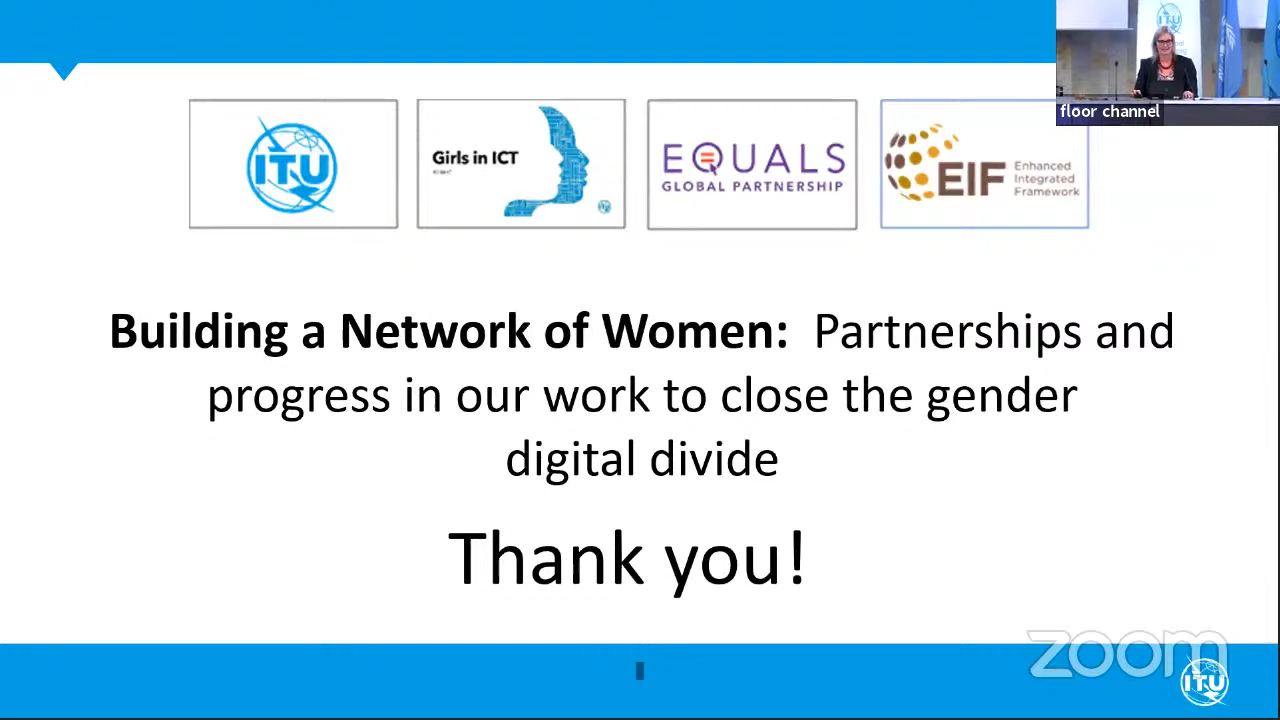 floor channel
ITU
Girls in ICT
EQUALS
GLOBAL PARTNERSHIP
EIF
Enhanced
Integrated
Framework
Building a Network of Women: Partnerships and
progress in our work to close the gender
digital divide
Thank you!
zoom
ITU